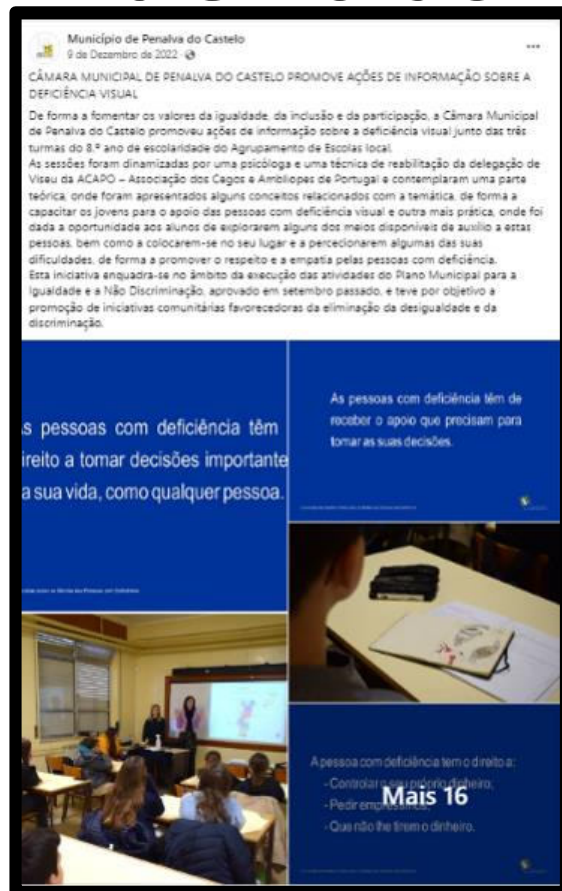 Município de Penalva do Castelo
9 de Dezembro de 2022
CÂMARA MUNICIPAL DE PENALVA DO CASTELO PROMOVE AÇÕES DE INFORMAÇÃO SOBRE A
DEFICIÊNCIA VISUAL
De forma a fomentar os valores da igualdade, da inclusão e da participação, a Câmara Municipal
de Penalva do Castelo promoveu ações de informação sobre a deficiência visual junto das três
turmas do 8.º ano de escolaridade do Agrupamento de Escolas local.
As sessões foram dinamizadas por uma psicóloga e uma técnica de reabilitação da delegação de
Viseu da ACAPO – Associação dos Cegos e Amblíopes de Portugal e contemplaram uma parte
teórica, onde foram apresentados alguns conceitos relacionados com a temática, de forma a
capacitar os jovens para o apoio das pessoas com deficiência visual e outra mais prática, onde foi
dada a oportunidade aos alunos de explorarem alguns dos meios disponíveis de auxílio a estas
pessoas, bem como a colocarem-se no seu lugar e a percecionarem algumas das suas
dificuldades, de forma a promover o respeito e a empatia pelas pessoas com deficiência.
Esta iniciativa enquadra-se no âmbito da execução das atividades do Plano Municipal para a
Igualdade e a Não Discriminação, aprovado em setembro passado, e teve por objetivo a
promoção de iniciativas comunitárias favorecedoras da eliminação da desigualdade e da
discriminação.
s pessoas com deficiência têm
ireito a tomar decisões importante
a sua vida, como qualquer pessoa.
As pessoas com deficiência têm de
receber o apoio que precisam para
tomar as suas decisões.
A pessoa com deficiência tem o direito a:
- Controlar o seu próprio dinheiro;
- Pedir empréstimos;
- Que não lhe tirem o dinheiro.
Mais 16